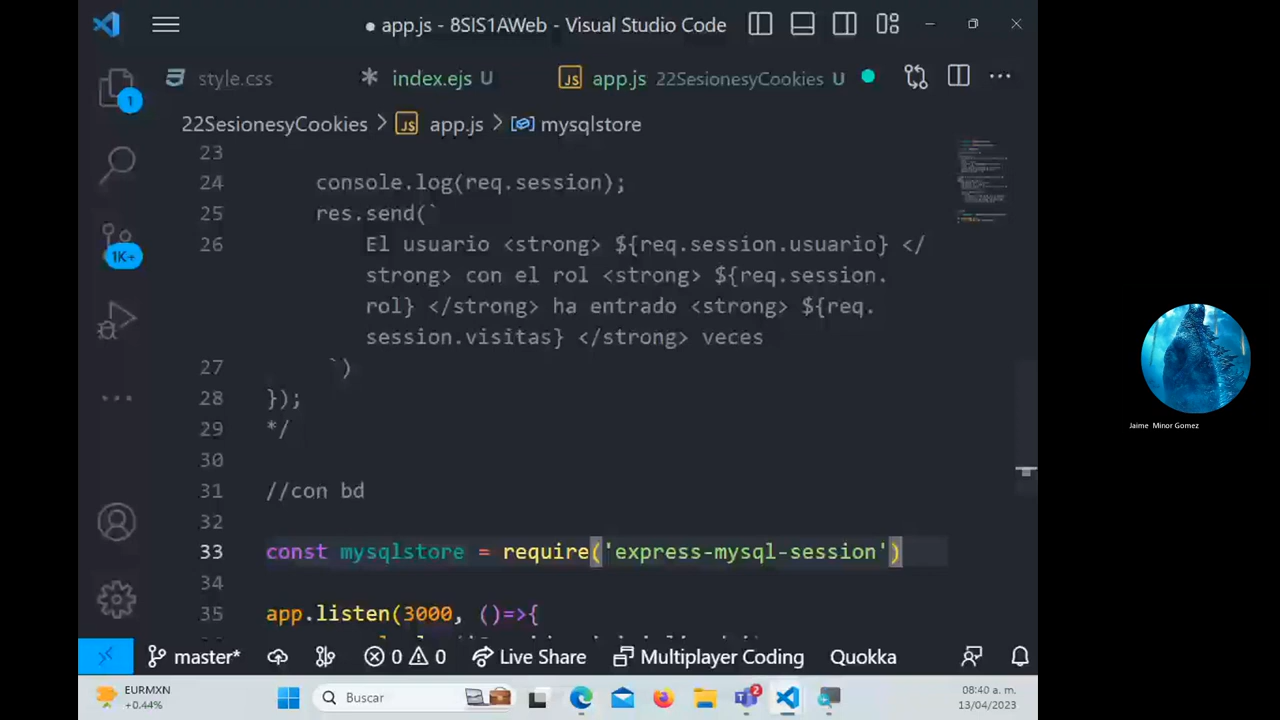 app.js - 8SIS1AWeb - Visual Studio Code
style.css
index.ejs U
JS app.js 22SesionesyCookies U
1
22SesionesyCookies > JS app.js > mysqlstore
23
24 console.log(req.session);
25 res.send(`
26 El usuario <strong> ${req.session.usuario} </
strong> con el rol <strong> ${req.session.
rol} </strong> ha entrado <strong> ${req.
session.visitas} </strong> veces
27 `)
28 });
29 */
30
31 //con bd
32
33 const mysqlstore = require('express-mysql-session')
34
35 app.listen(3000, ()=>{
1K+
master* 0 0 Live Share Multiplayer Coding Quokka
EURMXN
+0.44%
Buscar
2
08:40 a. m.
13/04/2023
Jaime Minor Gomez